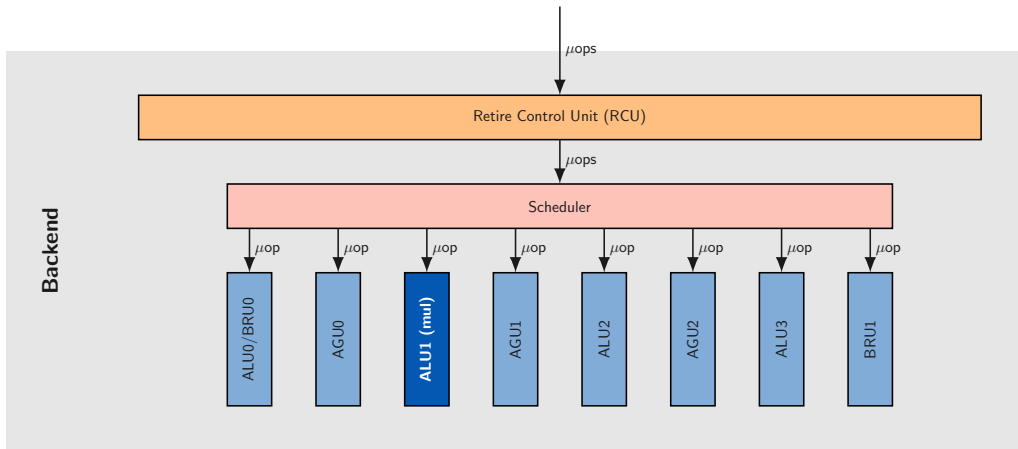 μops
Retire Control Unit (RCU)
μops
Scheduler
μop
μop
μop
μop
μop
μop
μop
μop
Backend
ALU0/BRU0
AGU0
ALU1 (mul)
AGU1
ALU2
AGU2
ALU3
BRU1